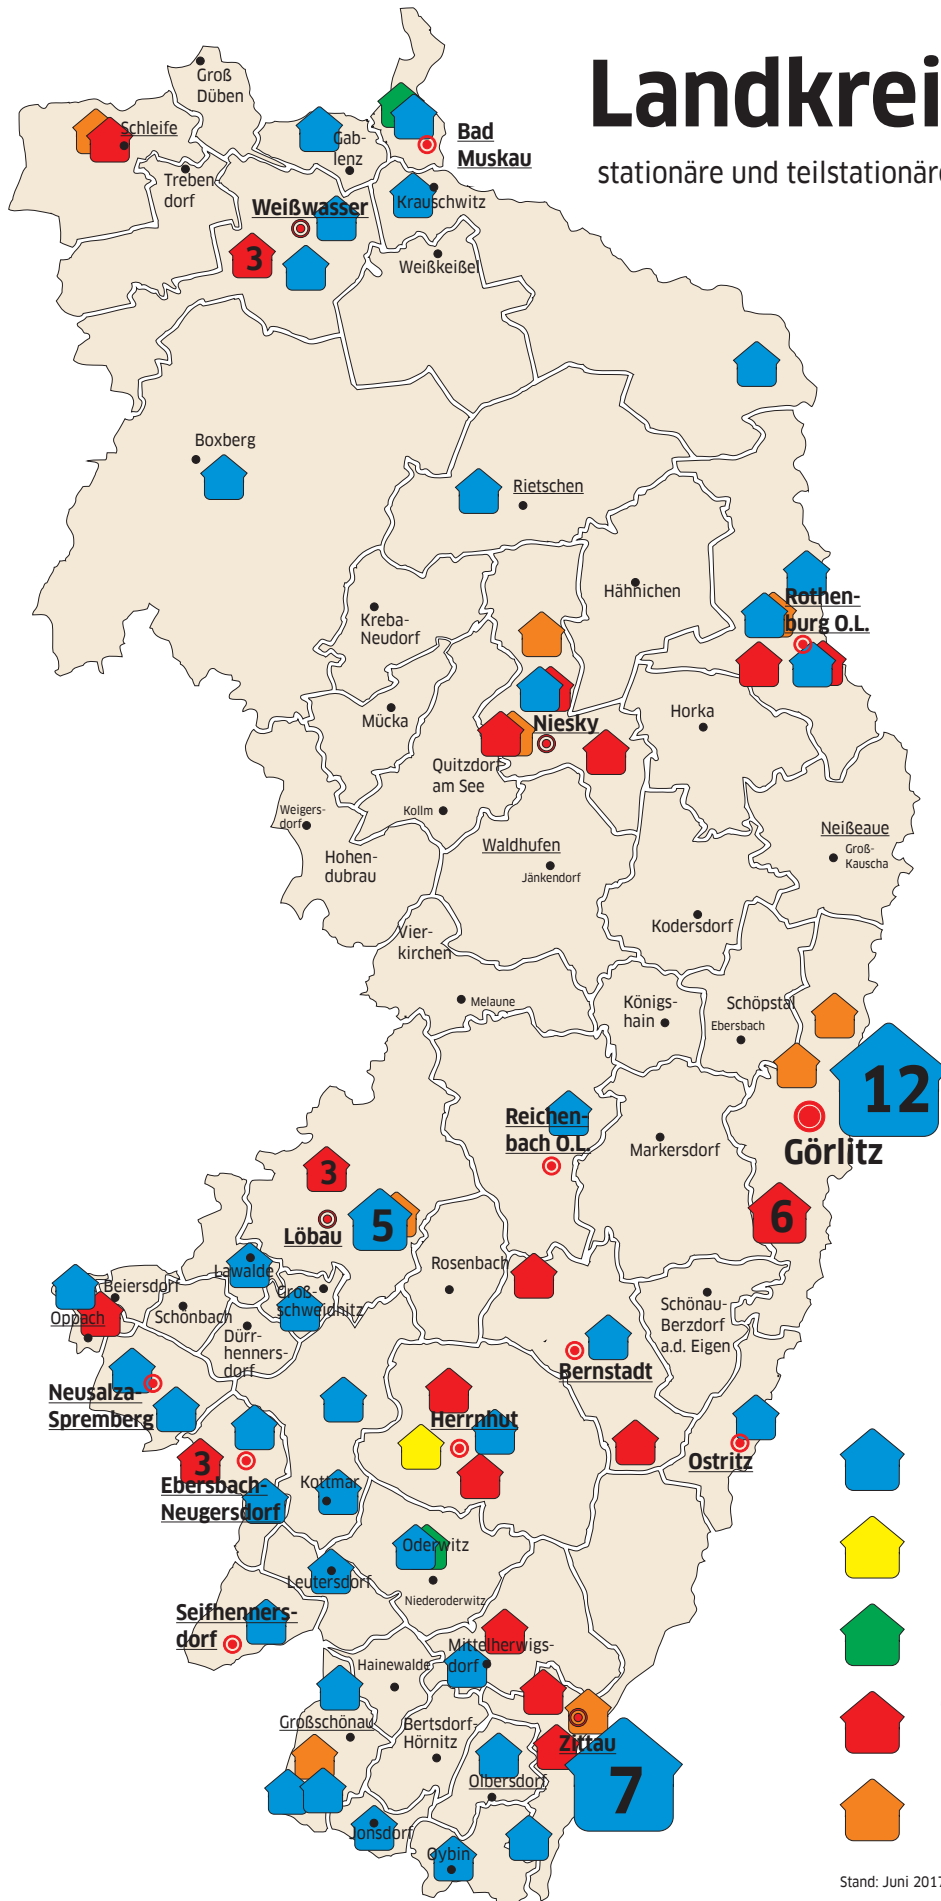 Landkrei
stationäre und teilstationäre
Groß
Düben
Schleife
Gab-
lenz
Bad
Muskau
Treben-
dorf
Weißwasser
Krauschwitz
3
Weißkeißel
Boxberg
Rietschen
Hähnichen
Rothen-
burg O.L.
Kreba-
Neudorf
Mücka
Niesky
Horka
Quitzdorf
am See
Kollm
Weigers-
dorf
Hohen-
dubrau
Waldhufen
Jänkendorf
Neißeaue
Groß-
Kauscha
Vier-
kirchen
Kodersdorf
Melaune
Königs-
hain
Schöpstal
Ebersbach
12
Görlitz
Reichen-
bach O.L.
Markersdorf
3
Löbau
5
6
Rosenbach
Lawalde
Beiersdorf
Groß-
schweidnitz
Oppach
Schönbach
Dürr-
henners-
dorf
Schönau-
Berzdorf
a.d. Eigen
Bernstadt
Neusalza-
Spremberg
Herrnhut
Ostritz
3
Ebersbach-
Neugersdorf
Kottmar
Oderwitz
Niederoderwitz
Leutersdorf
Seifhenners-
dorf
Mittelherwigs-
dorf
Hainewalde
Großschönau
Bertsdorf-
Hörnitz
Zittau
7
Olbersdorf
Jonsdorf
Oybin
Stand: Juni 2017